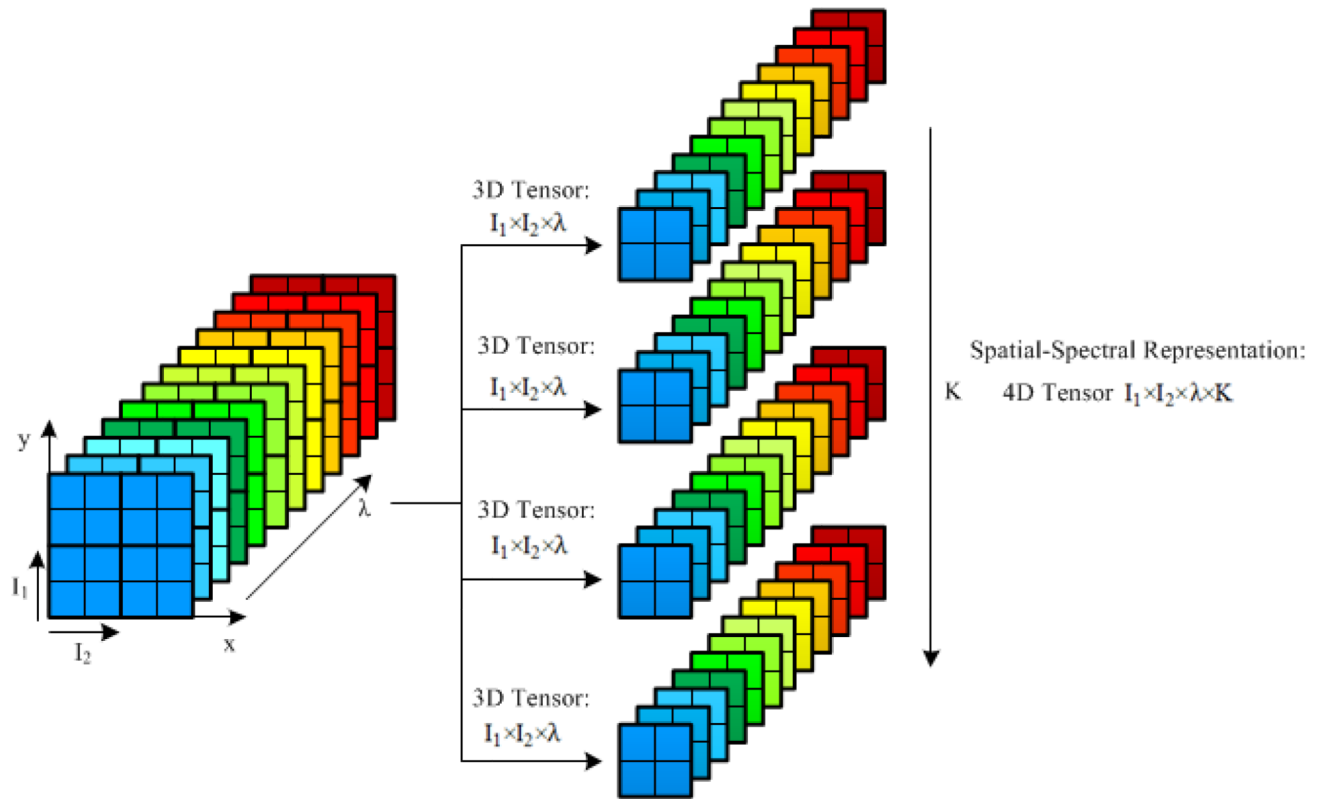 3D Tensor:
I₁×I₂×λ
3D Tensor:
I₁×I₂×λ
3D Tensor:
I₁×I₂×λ
3D Tensor:
I₁×I₂×λ
y
I₁
I₂
x
λ
K
Spatial-Spectral Representation:
4D Tensor I₁×I₂×λ×K